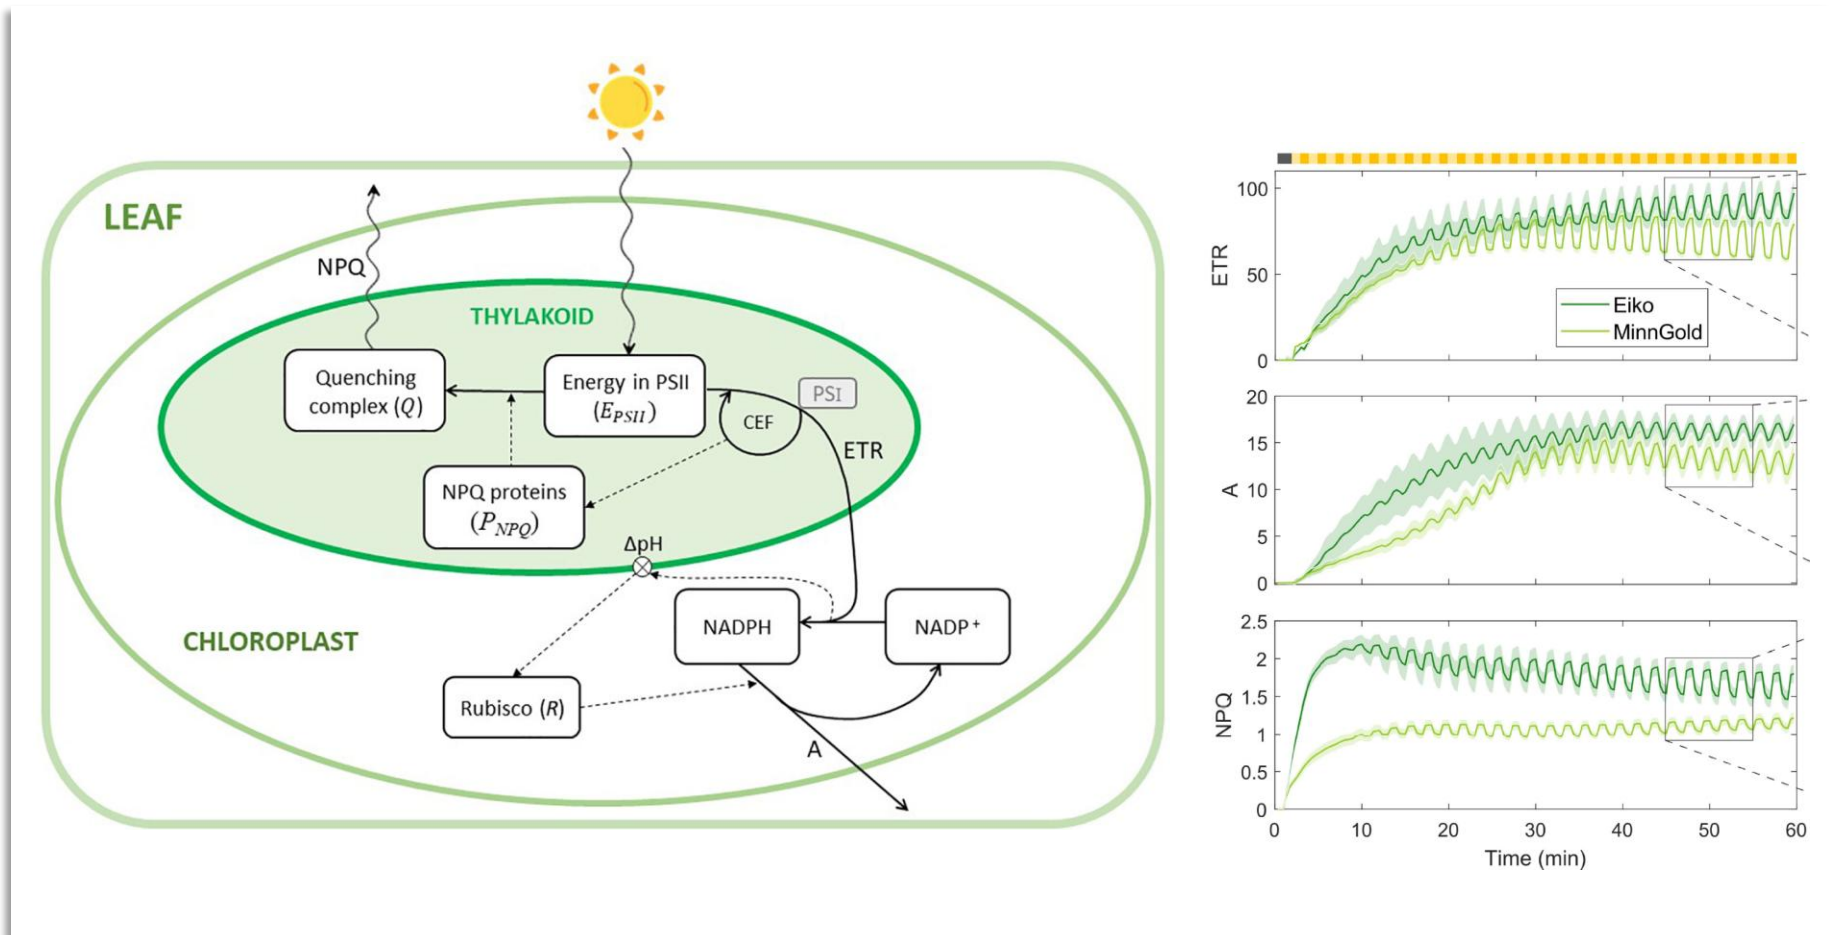 LEAF
NPQ
THYLAKOID
Quenching
complex (Q)
Energy in PSII
(E_PSII)
PSI
CEF
ETR
NPQ proteins
(P_NPQ)
ΔpH
NADPH
NADP+
CHLOROPLAST
Rubisco (R)
A
ETR
100
50
0
Eiko
MinnGold
A
20
15
10
5
0
NPQ
2.5
2
1.5
1
0.5
0
0 10 20 30 40 50 60
Time (min)